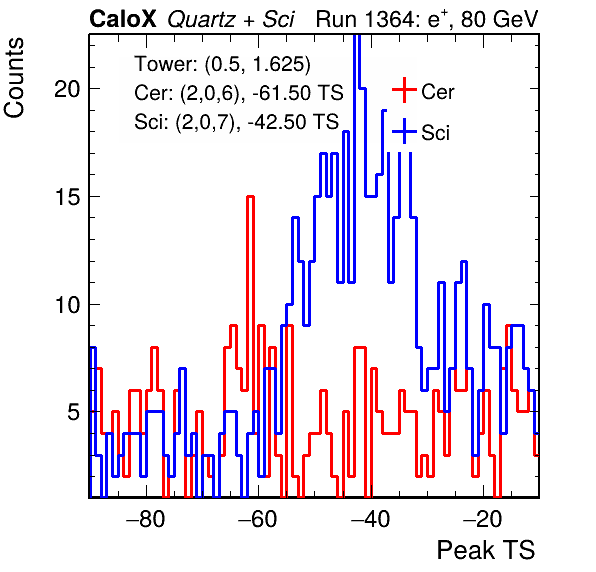 CaloX Quartz + Sci Run 1364: e+, 80 GeV
Counts
Tower: (0.5, 1.625)
Cer: (2,0,6), -61.50 TS
Sci: (2,0,7), -42.50 TS
Cer
Sci
20
15
10
5
−80 −60 −40 −20
Peak TS